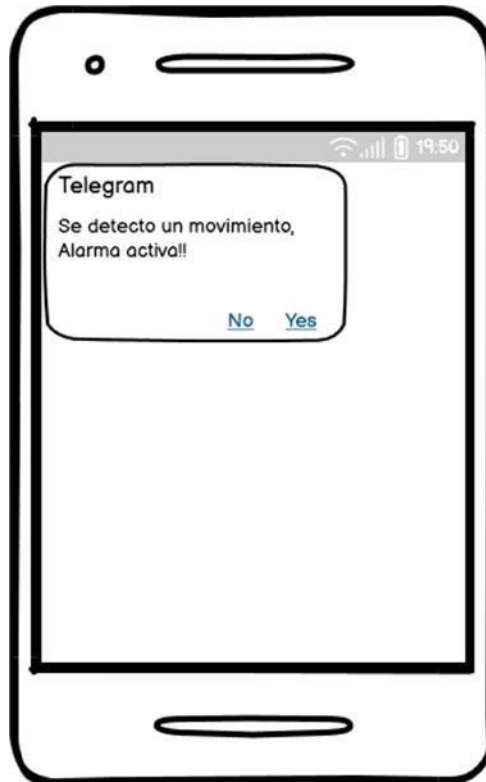 19:50
Telegram
Se detecto un movimiento,
Alarma activa!!
No Yes